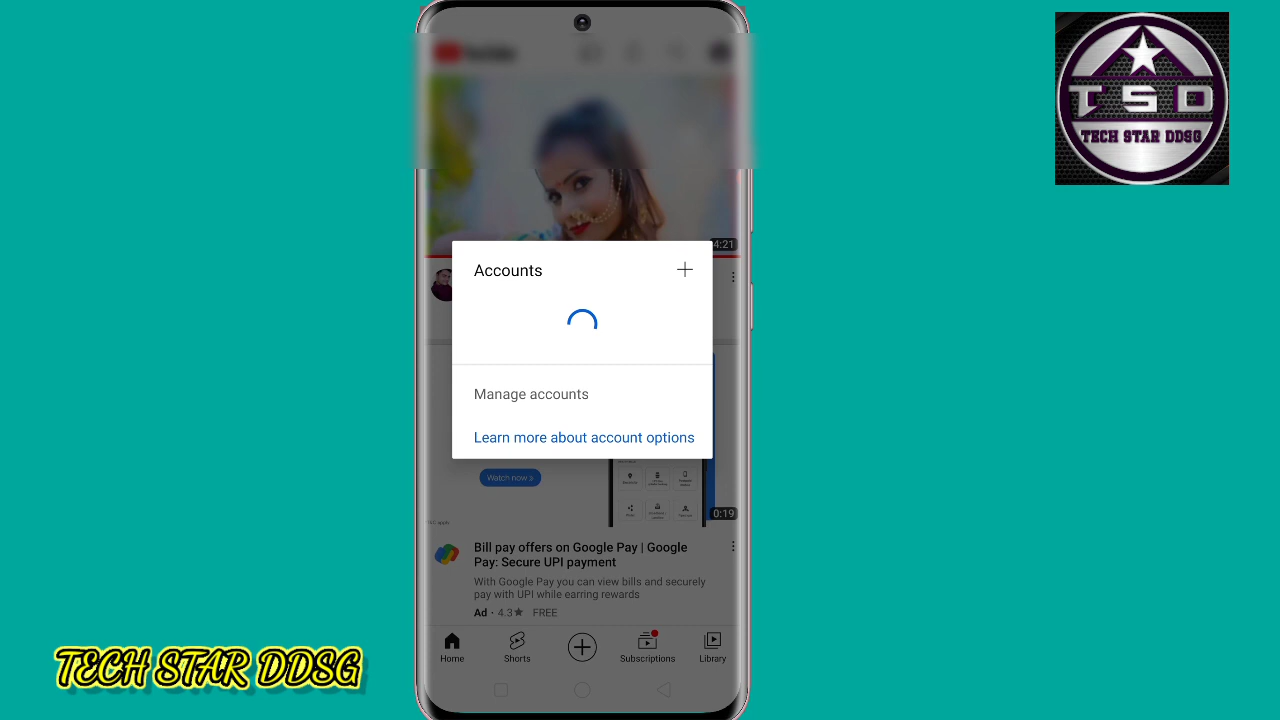 TSD
TECH STAR DDSG
4:21
Accounts
Manage accounts
Learn more about account options
Watch now
0:19
Bill pay offers on Google Pay | Google
Pay: Secure UPI payment
With Google Pay you can view bills and securely
pay with UPI while earning rewards
Ad · 4.3★ FREE
Home
Shorts
Subscriptions
Library
TECH STAR DDSG